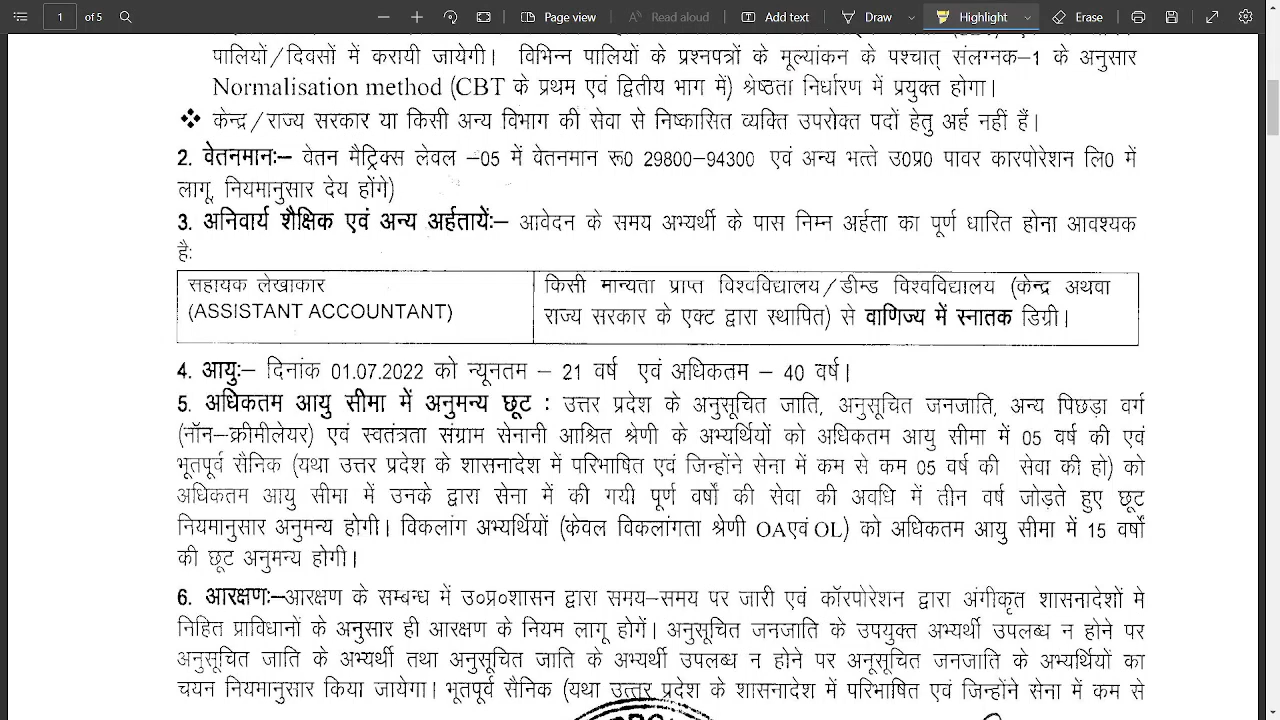 1 of 5
Page view
Read aloud
Add text
Draw
Highlight
Erase
पालियों/दिवसों में करायी जायेगी। विभिन्न पालियों के प्रश्नपत्रों के मूल्यांकन के पश्चात् संलग्नक-1 के अनुसार
Normalisation method (CBT के प्रथम एवं द्वितीय भाग में) श्रेष्ठता निर्धारण में प्रयुक्त होगा।
❖ केन्द्र/राज्य सरकार या किसी अन्य विभाग की सेवा से निष्कासित व्यक्ति उपरोक्त पदों हेतु अर्ह नहीं हैं।
2. वेतनमानः– वेतन मैट्रिक्स लेवल –05 में वेतनमान रू0 29800–94300 एवं अन्य भत्ते उ0प्र0 पावर कारपोरेशन लि0 में
लागू, नियमानुसार देय होंगे)
3. अनिवार्य शैक्षिक एवं अन्य अर्हतायेंः– आवेदन के समय अभ्यर्थी के पास निम्न अर्हता का पूर्ण धारित होना आवश्यक
हैः
सहायक लेखाकार
(ASSISTANT ACCOUNTANT)
किसी मान्यता प्राप्त विश्वविद्यालय/डीम्ड विश्वविद्यालय (केन्द्र अथवा
राज्य सरकार के एक्ट द्वारा स्थापित) से वाणिज्य में स्नातक डिग्री।
4. आयुः– दिनांक 01.07.2022 को न्यूनतम – 21 वर्ष एवं अधिकतम – 40 वर्ष।
5. अधिकतम आयु सीमा में अनुमन्य छूट : उत्तर प्रदेश के अनुसूचित जाति, अनुसूचित जनजाति, अन्य पिछड़ा वर्ग
(नॉन–क्रीमीलेयर) एवं स्वतंत्रता संग्राम सेनानी आश्रित श्रेणी के अभ्यर्थियों को अधिकतम आयु सीमा में 05 वर्ष की एवं
भूतपूर्व सैनिक (यथा उत्तर प्रदेश के शासनादेश में परिभाषित एवं जिन्होंने सेना में कम से कम 05 वर्ष की सेवा की हो) को
अधिकतम आयु सीमा में उनके द्वारा सेना में की गयी पूर्ण वर्षों की सेवा की अवधि में तीन वर्ष जोड़ते हुए छूट
नियमानुसार अनुमन्य होगी। विकलांग अभ्यर्थियों (केवल विकलांगता श्रेणी OAएवं OL) को अधिकतम आयु सीमा में 15 वर्षों
की छूट अनुमन्य होगी।
6. आरक्षणः–आरक्षण के सम्बन्ध में उ०प्र०शासन द्वारा समय–समय पर जारी एवं कॉरपोरेशन द्वारा अंगीकृत शासनादेशों मे
निहित प्राविधानों के अनुसार ही आरक्षण के नियम लागू होगें। अनुसूचित जनजाति के उपयुक्त अभ्यर्थी उपलब्ध न होने पर
अनुसूचित जाति के अभ्यर्थी तथा अनुसूचित जाति के अभ्यर्थी उपलब्ध न होने पर अनूसूचित जनजाति के अभ्यर्थियों का
चयन नियमानुसार किया जायेगा। भूतपूर्व सैनिक (यथा उत्तर प्रदेश के शासनादेश में परिभाषित एवं जिन्होंने सेना में कम से